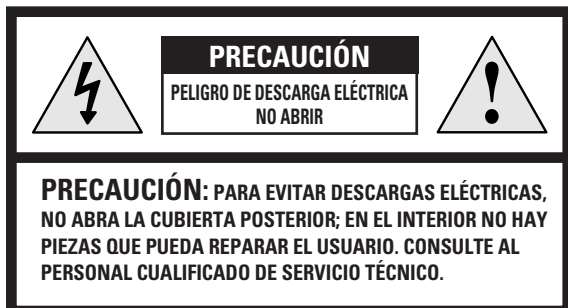 PRECAUCIÓN
PELIGRO DE DESCARGA ELÉCTRICA
NO ABRIR
!
PRECAUCIÓN: PARA EVITAR DESCARGAS ELÉCTRICAS,
NO ABRA LA CUBIERTA POSTERIOR; EN EL INTERIOR NO HAY
PIEZAS QUE PUEDA REPARAR EL USUARIO. CONSULTE AL
PERSONAL CUALIFICADO DE SERVICIO TÉCNICO.